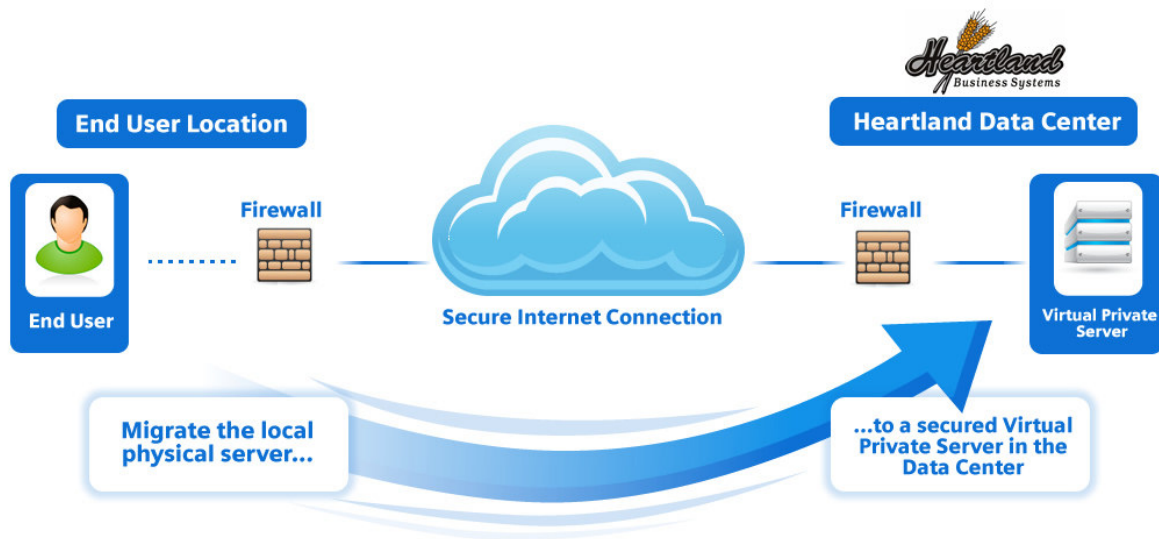 Heartland
Business Systems
End User Location
Heartland Data Center
Firewall
Firewall
End User
Secure Internet Connection
Virtual Private
Server
Migrate the local
physical server...
...to a secured Virtual
Private Server in the
Data Center